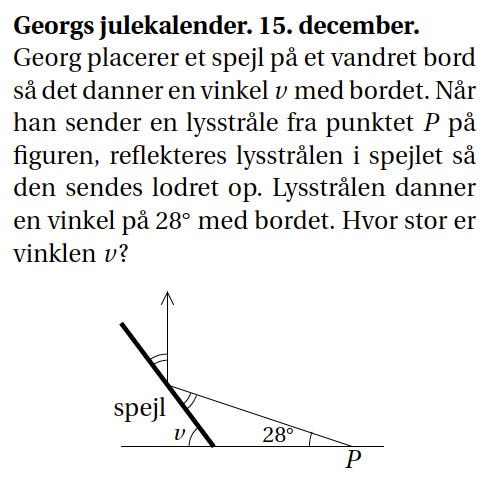 Georgs julekalender. 15. december.
Georg placerer et spejl på et vandret bord
så det danner en vinkel v med bordet. Når
han sender en lysstråle fra punktet P på
figuren, reflekteres lysstrålen i spejlet så
den sendes lodret op. Lysstrålen danner
en vinkel på 28° med bordet. Hvor stor er
vinklen v?
spejl
v
28°
P